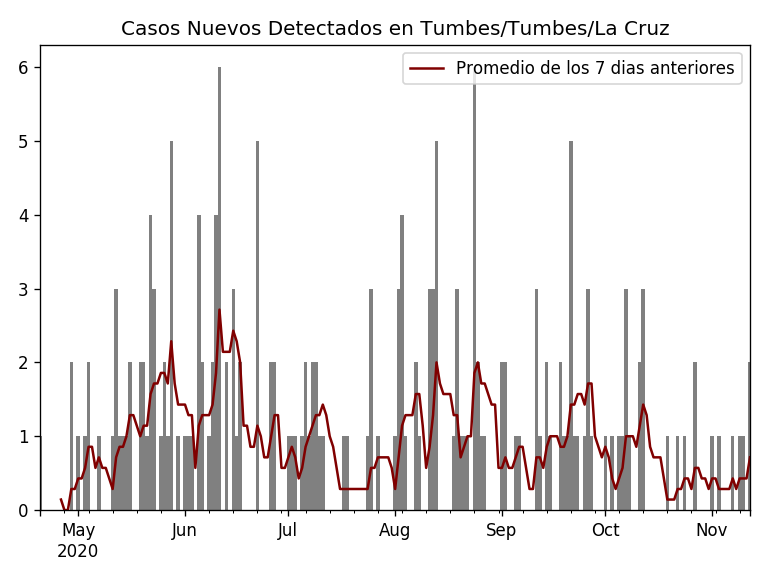 Casos Nuevos Detectados en Tumbes/Tumbes/La Cruz
Promedio de los 7 dias anteriores
6
5
4
3
2
1
0
May Jun Jul Aug Sep Oct Nov
2020